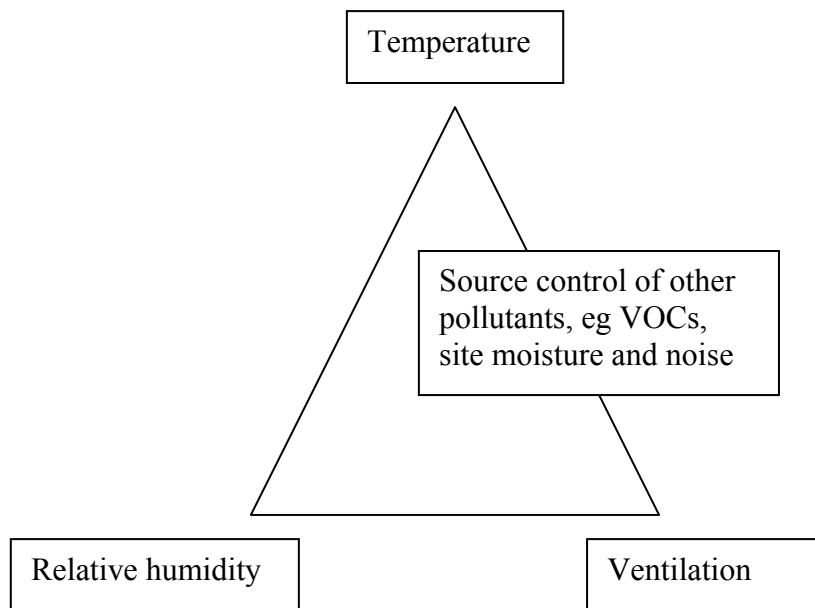 Temperature
Source control of other
pollutants, eg VOCs,
site moisture and noise
Relative humidity
Ventilation